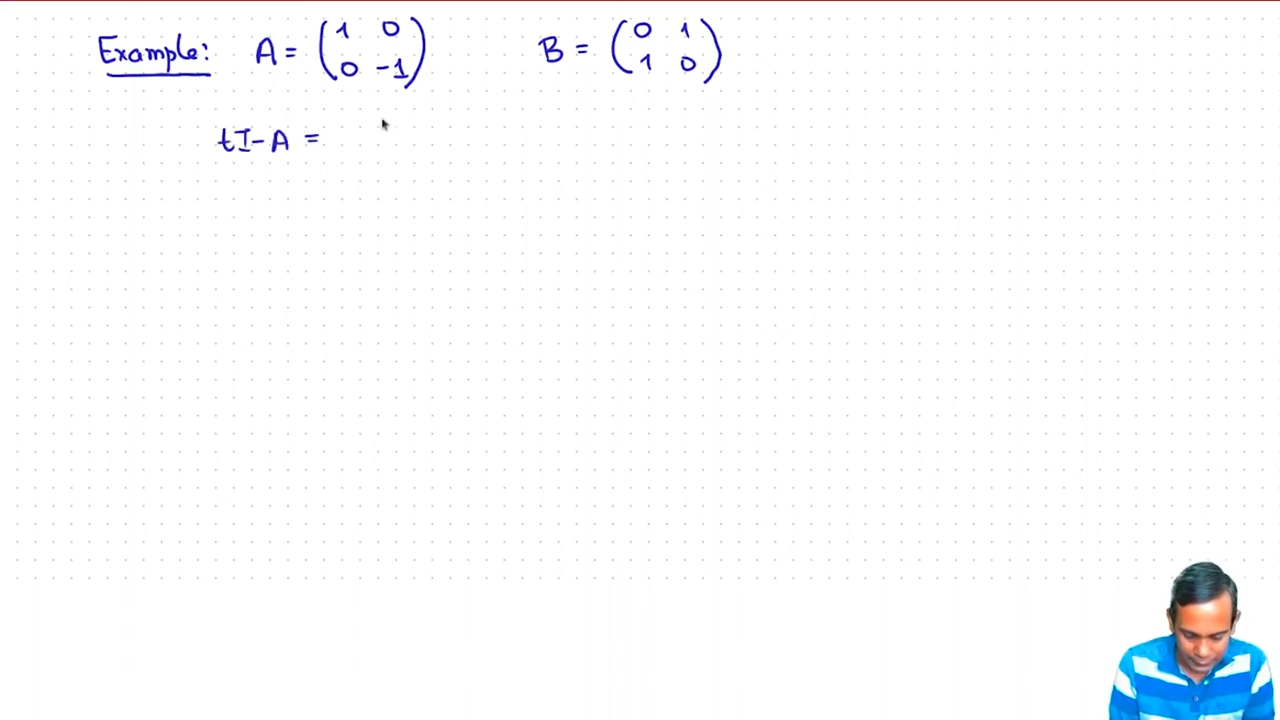 Example: A = (1 0 0 -1) B = (0 1 1 0)
tI-A =